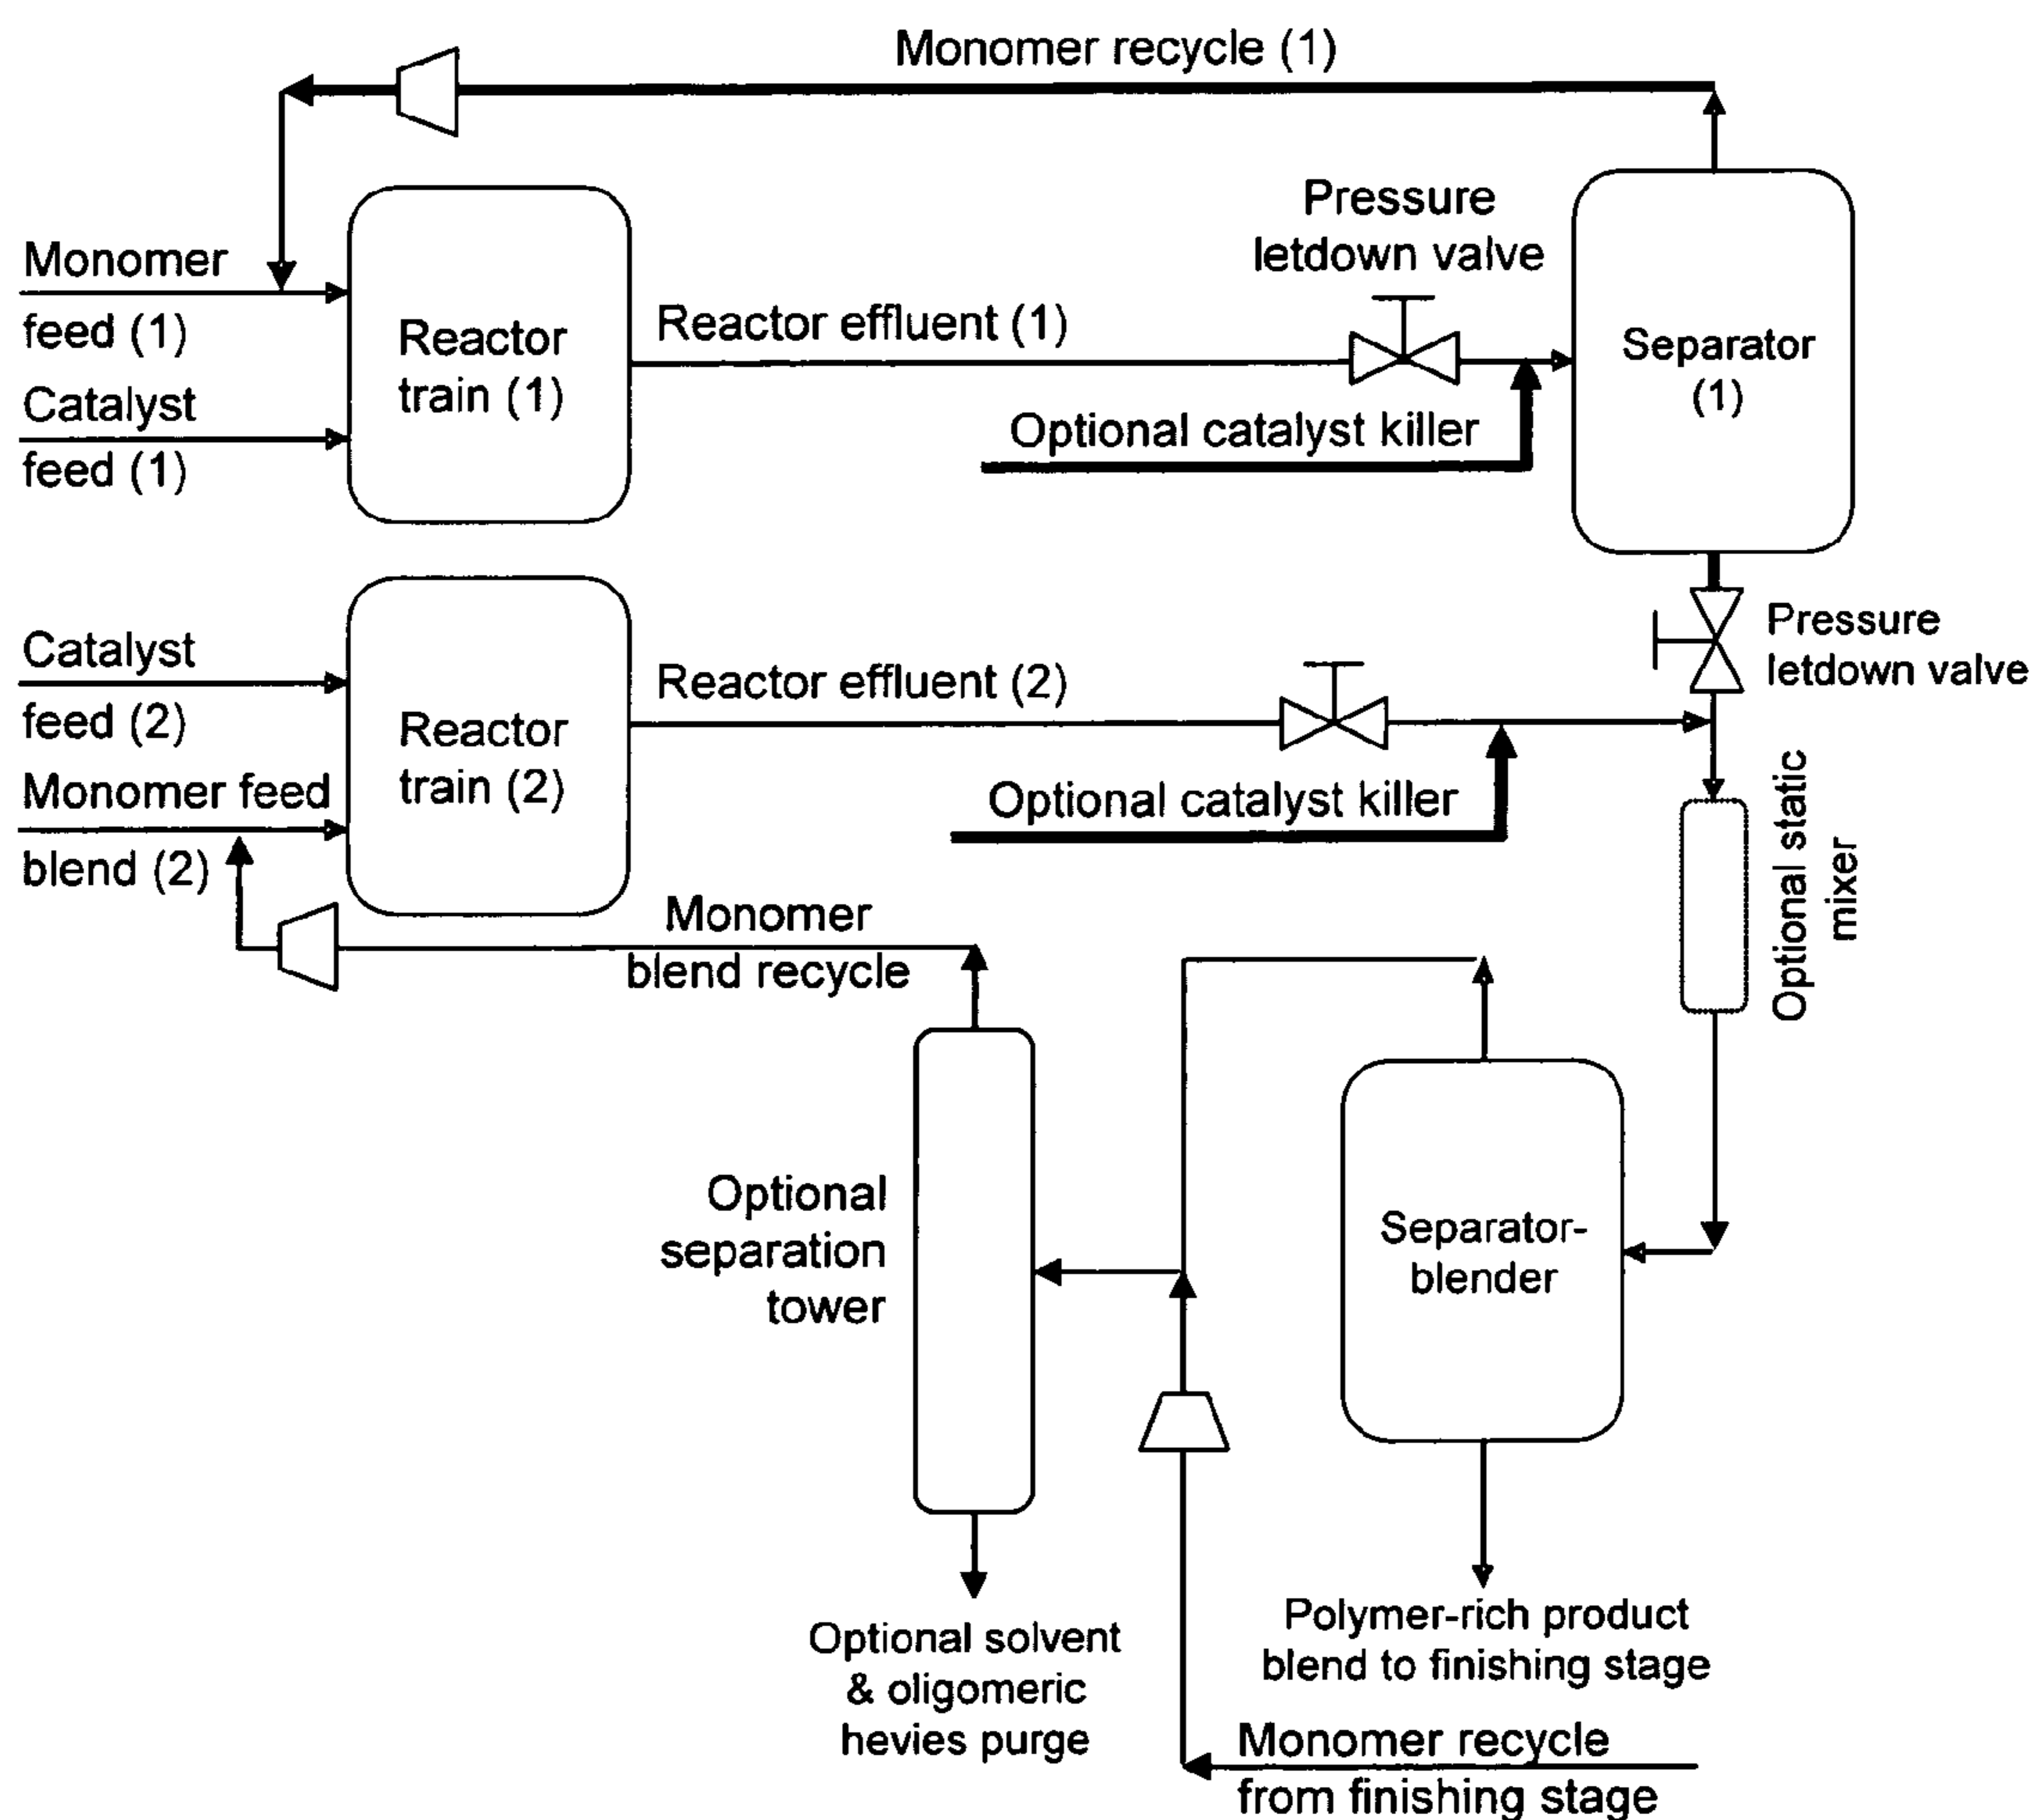 Monomer recycle (1)
Pressure
letdown valve
Monomer
feed (1)
Reactor
train (1)
Reactor effluent (1)
Separator
(1)
Catalyst
feed (1)
Optional catalyst killer
Pressure
letdown valve
Catalyst
feed (2)
Reactor
train (2)
Reactor effluent (2)
Monomer feed
blend (2)
Optional catalyst killer
Optional static
mixer
Monomer
blend recycle
Optional
separation
tower
Separator-
blender
Optional solvent
& oligomeric
hevies purge
Polymer-rich product
blend to finishing stage
Monomer recycle
from finishing stage